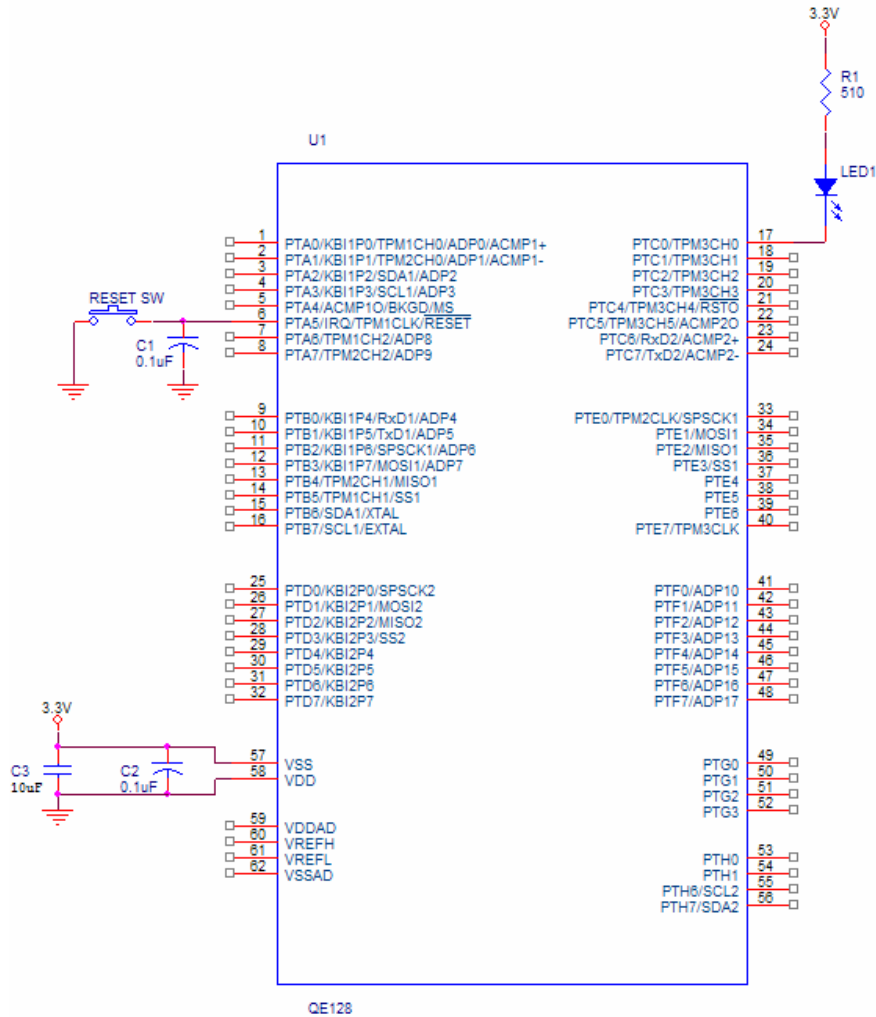 3.3V
R1
510
LED1
U1
1 PTA0/KBI1P0/TPM1CH0/ADP0/ACMP1+
2 PTA1/KBI1P1/TPM2CH0/ADP1/ACMP1-
3 PTA2/KBI1P2/SDA1/ADP2
4 PTA3/KBI1P3/SCL1/ADP3
5 PTA4/ACMP1O/BKGD/MS
6 PTA5/IRQ/TPM1CLK/RESET
7 PTA6/TPM1CH2/ADP8
8 PTA7/TPM2CH2/ADP9
RESET SW
C1
0.1uF
PTC0/TPM3CH0 17
PTC1/TPM3CH1 18
PTC2/TPM3CH2 19
PTC3/TPM3CH3 20
PTC4/TPM3CH4/RSTO 21
PTC5/TPM3CH5/ACMP2O 22
PTC6/RxD2/ACMP2+ 23
PTC7/TxD2/ACMP2- 24
9 PTB0/KBI1P4/RxD1/ADP4
10 PTB1/KBI1P5/TxD1/ADP5
11 PTB2/KBI1P6/SPSCK1/ADP6
12 PTB3/KBI1P7/MOSI1/ADP7
13 PTB4/TPM2CH1/MISO1
14 PTB5/TPM1CH1/SS1
15 PTB6/SDA1/XTAL
16 PTB7/SCL1/EXTAL
PTE0/TPM2CLK/SPSCK1 33
PTE1/MOSI1 34
PTE2/MISO1 35
PTE3/SS1 36
PTE4 37
PTE5 38
PTE6 39
PTE7/TPM3CLK 40
25 PTD0/KBI2P0/SPSCK2
26 PTD1/KBI2P1/MOSI2
27 PTD2/KBI2P2/MISO2
28 PTD3/KBI2P3/SS2
29 PTD4/KBI2P4
30 PTD5/KBI2P5
31 PTD6/KBI2P6
32 PTD7/KBI2P7
PTF0/ADP10 41
PTF1/ADP11 42
PTF2/ADP12 43
PTF3/ADP13 44
PTF4/ADP14 45
PTF5/ADP15 46
PTF6/ADP16 47
PTF7/ADP17 48
3.3V
C3
10uF
C2
0.1uF
57 VSS
58 VDD
59 VDDAD
60 VREFH
61 VREFL
62 VSSAD
PTG0 49
PTG1 50
PTG2 51
PTG3 52
PTH0 53
PTH1 54
PTH6/SCL2 55
PTH7/SDA2 56
QE128